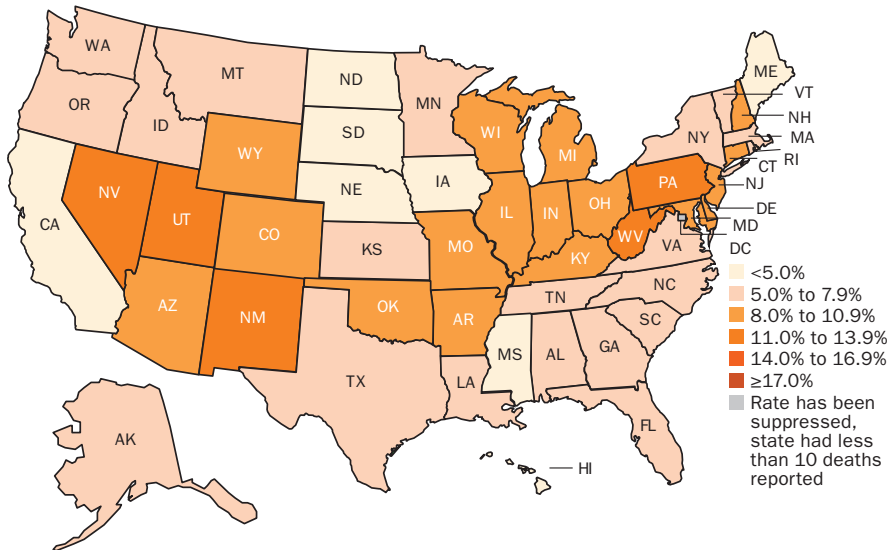 WA
MT
ND
MN
ME
VT
OR
ID
SD
WI
MI
NY
NH
MA
WY
RI
CT
NV
UT
NE
IA
PA
NJ
CA
CO
IL
IN
OH
DE
MD
WV
VA
DC
KS
MO
KY
AZ
NM
OK
AR
TN
NC
SC
MS
AL
GA
TX
LA
FL
AK
HI
<5.0%
5.0% to 7.9%
8.0% to 10.9%
11.0% to 13.9%
14.0% to 16.9%
≥17.0%
Rate has been
suppressed,
state had less
than 10 deaths
reported